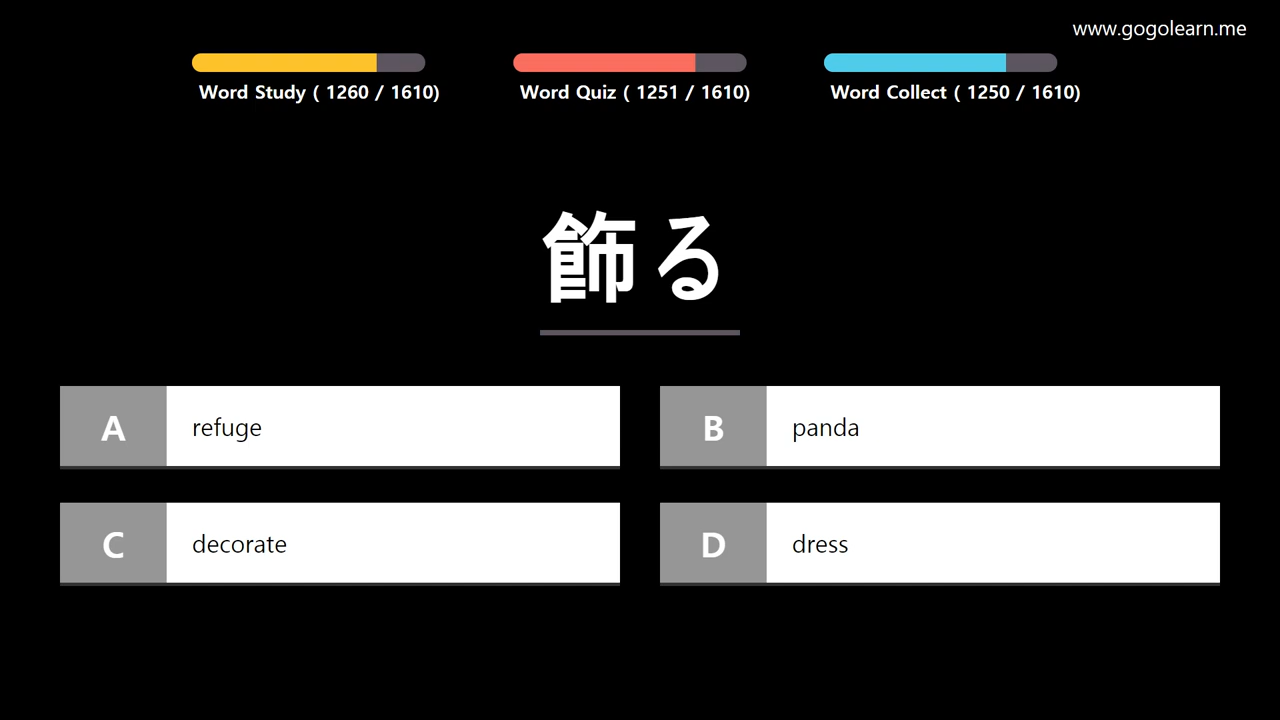 www.gogolearn.me
Word Study ( 1260 / 1610)
Word Quiz ( 1251 / 1610)
Word Collect ( 1250 / 1610)
飾る
A refuge
B panda
C decorate
D dress